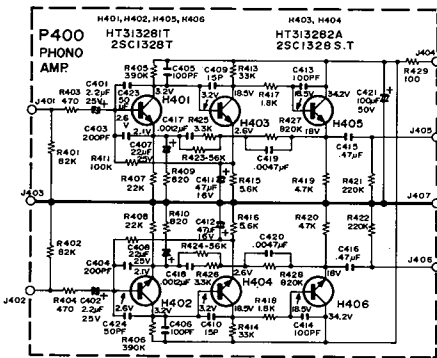 H401, H402, H405, H406
H403, H404
P400
PHONO
AMP.
HT313281T
2SC1328T
HT313282A
2SC1328S.T
J404
R429
100
R405
390K
C405
100PF
C409
15P
R413
33K
C413
100PF
C421
100μF
50
C401
2.2μF
25V
C423
50
R403
470
J401
3.2V
H401
2.6V
2.1V
18.5V
R417
1.8K
18.5V
34.2V
C403
200PF
C417
.0012μF
R425
3.3K
H403
2.6V
R427
820K
H405
18V
J405
R401
82K
R411
100K
C407
22μF
25V
R423-56K
C419
.0047μF
C415
.47μF
R407
22K
R409
820
C411
47μF
16V
R415
5.6K
R419
4.7K
R421
220K
J403
J407
R408
22K
R410
820
C412
47μF
16V
R416
5.6K
R420
4.7K
R422
220K
R402
82K
C408
22μF
25V
R424-56K
C420
.0047μF
C416
.47μF
C404
200PF
2.1V
C418
.0012μF
R426
3.3K
2.6V
R428
820K
18V
J406
J402
R404
470
C402
2.2μF
25V
2.6V
H402
3.2V
H404
18.5V
R418
1.8K
18.5V
H406
34.2V
C424
50PF
R406
390K
C406
100PF
C410
15P
R414
33K
C414
100PF